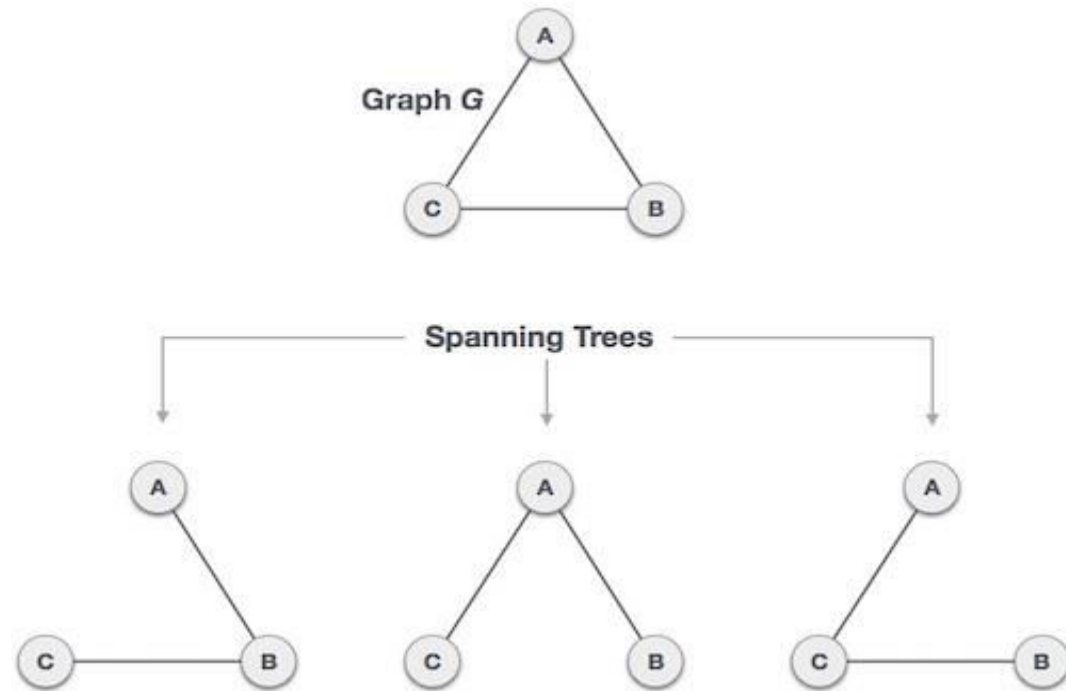 A
Graph G
C B
Spanning Trees
A A A
C B C B C B